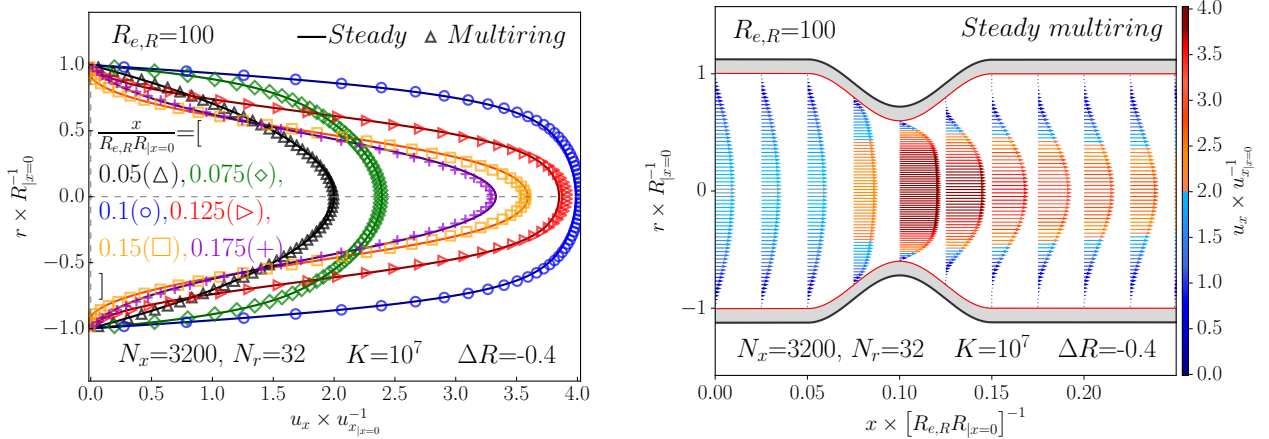 R_{e,R}=100 —Steady △ Multiring
r × R_{|x=0}^{-1}
1.0
0.5
0.0
−0.5
−1.0
x / R_{e,R}R_{|x=0} =[
0.05(△),0.075(◇),
0.1(○),0.125(▷),
0.15(□),0.175(+)
]
N_x=3200, N_r=32 K=10^7 ΔR=-0.4
0.0 0.5 1.0 1.5 2.0 2.5 3.0 3.5 4.0
u_x × u_{x|x=0}^{-1}
R_{e,R}=100 Steady multiring
r × R_{|x=0}^{-1}
1
0
−1
N_x=3200, N_r=32 K=10^7 ΔR=-0.4
0.00 0.05 0.10 0.15 0.20
x × [R_{e,R}R_{|x=0}]^{-1}
4.0
3.5
3.0
2.5
2.0
1.5
1.0
0.5
0.0
u_x × u_{x|x=0}^{-1}